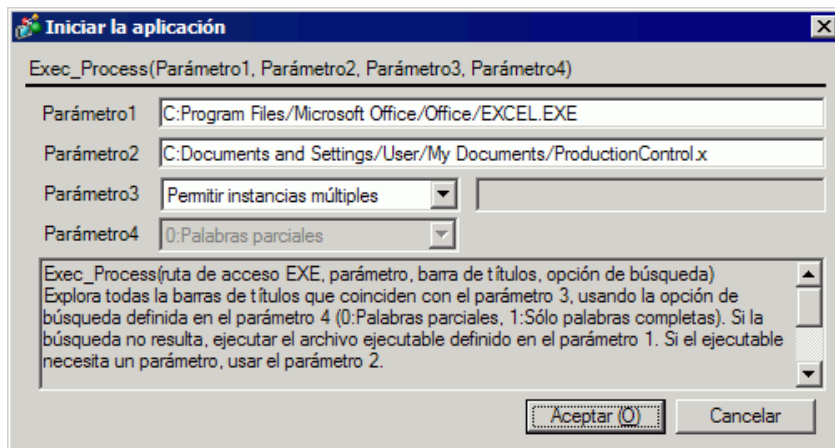 Iniciar la aplicación
Exec_Process(Parámetro1, Parámetro2, Parámetro3, Parámetro4)
Parámetro1 C:Program Files/Microsoft Office/Office/EXCEL.EXE
Parámetro2 C:Documents and Settings/User/My Documents/ProductionControl.x
Parámetro3 Permitir instancias múltiples
Parámetro4 0:Palabras parciales
Exec_Process(ruta de acceso EXE, parámetro, barra de títulos, opción de búsqueda)
Explora todas la barras de títulos que coinciden con el parámetro 3, usando la opción de
búsqueda definida en el parámetro 4 (0:Palabras parciales, 1:Sólo palabras completas). Si la
búsqueda no resulta, ejecutar el archivo ejecutable definido en el parámetro 1. Si el ejecutable
necesita un parámetro, usar el parámetro 2.
Aceptar (O) Cancelar